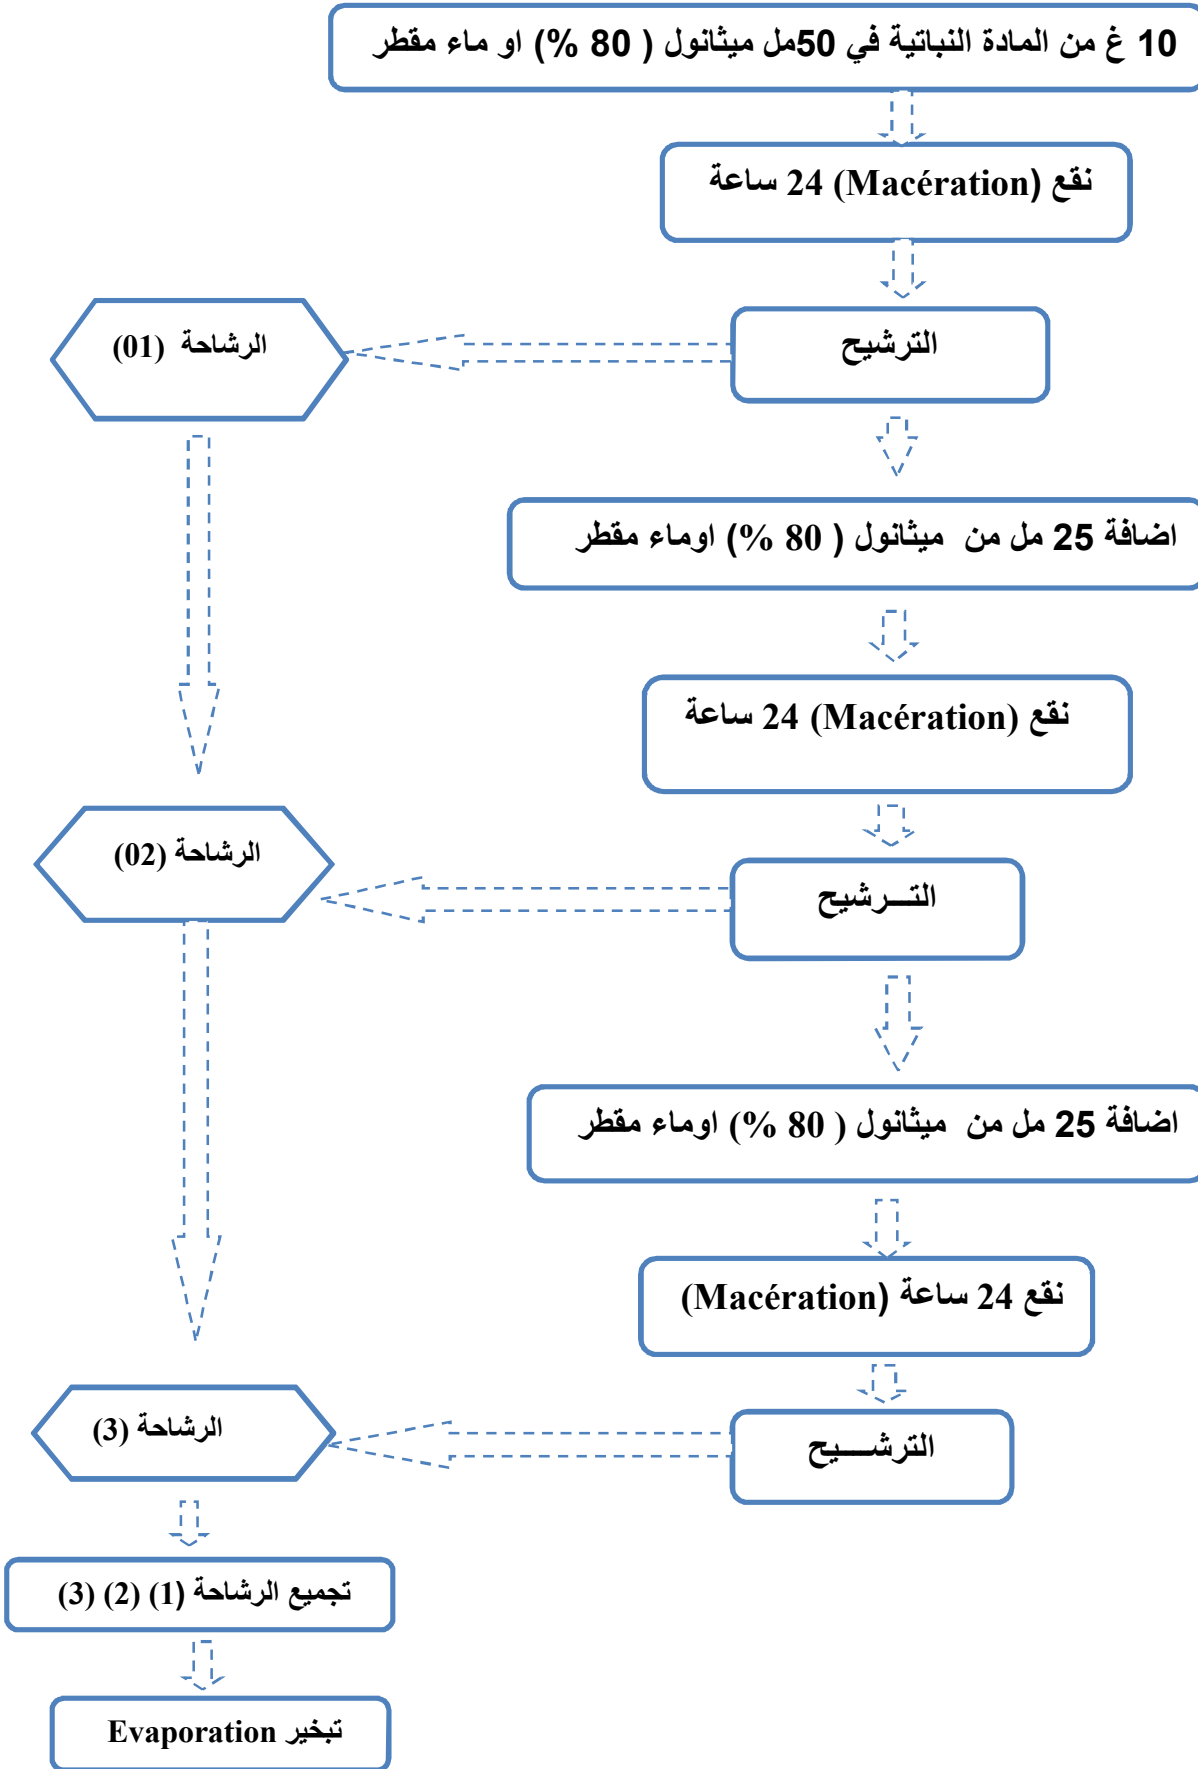 10 غ من المادة النباتية في 50مل ميثانول ( 80 %) او ماء مقطر
نقع (Macération) 24 ساعة
الترشيح
الرشاحة (01)
اضافة 25 مل من ميثانول ( 80 %) اوماء مقطر
نقع (Macération) 24 ساعة
التـــرشيح
الرشاحة (02)
اضافة 25 مل من ميثانول ( 80 %) اوماء مقطر
نقع 24 ساعة (Macération)
الترشـــــيح
الرشاحة (3)
تجميع الرشاحة (1) (2) (3)
تبخير Evaporation